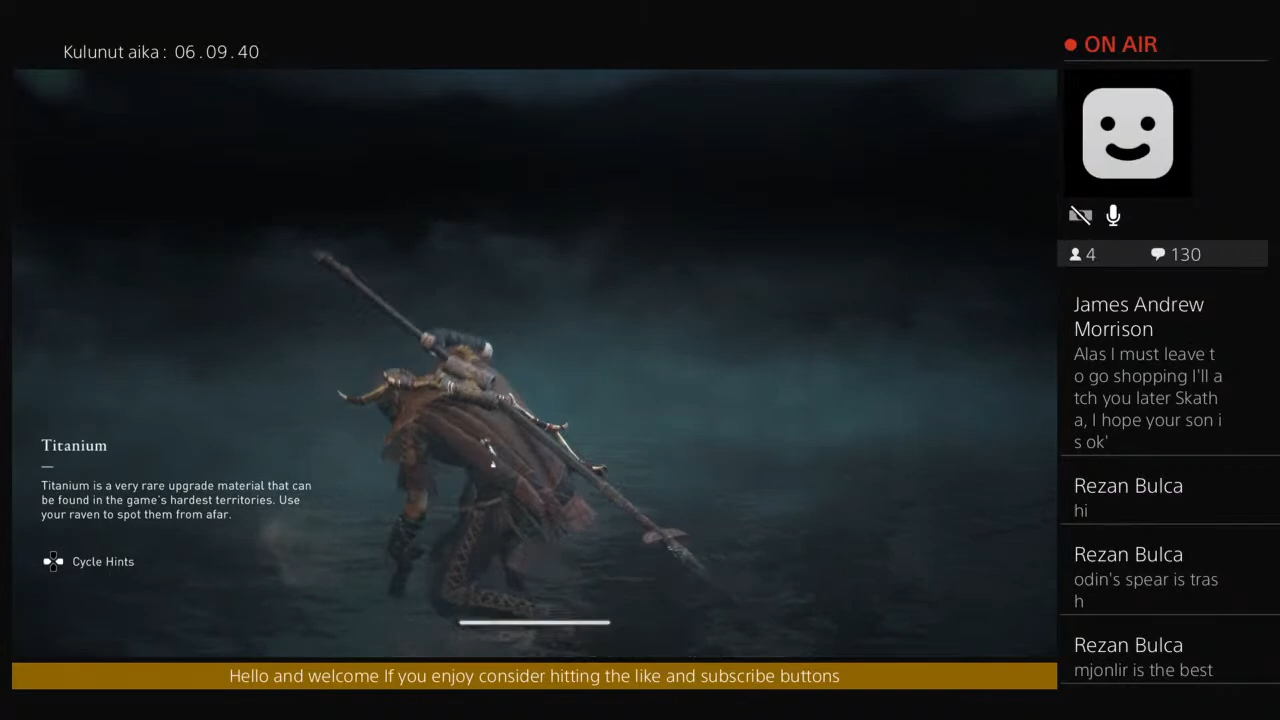 Kulunut aika: 06.09.40
ON AIR
4
130
James Andrew
Morrison
Alas I must leave t
o go shopping I'll a
tch you later Skath
a, I hope your son i
s ok'
Rezan Bulca
hi
Rezan Bulca
odin's spear is tras
h
Rezan Bulca
mjonlir is the best
Titanium
Titanium is a very rare upgrade material that can
be found in the game's hardest territories. Use
your raven to spot them from afar.
Cycle Hints
Hello and welcome If you enjoy consider hitting the like and subscribe buttons